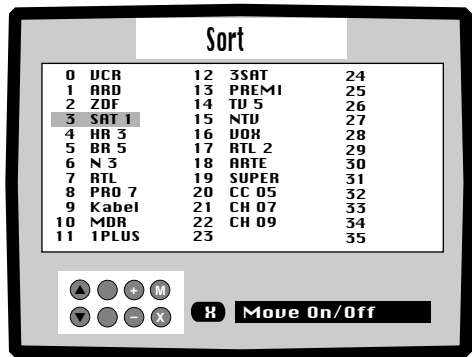 Sort
0 VCR 12 3SAT 24
1 ARD 13 PREMI 25
2 ZDF 14 TV 5 26
3 SAT 1 15 NTV 27
4 HR 3 16 VOX 28
5 BR 5 17 RTL 2 29
6 N 3 18 ARTE 30
7 RTL 19 SUPER 31
8 PRO 7 20 CC 05 32
9 Kabel 21 CH 07 33
10 MDR 22 CH 09 34
11 1PLUS 23 35
▲ + M
▼ − X
X Move On/Off